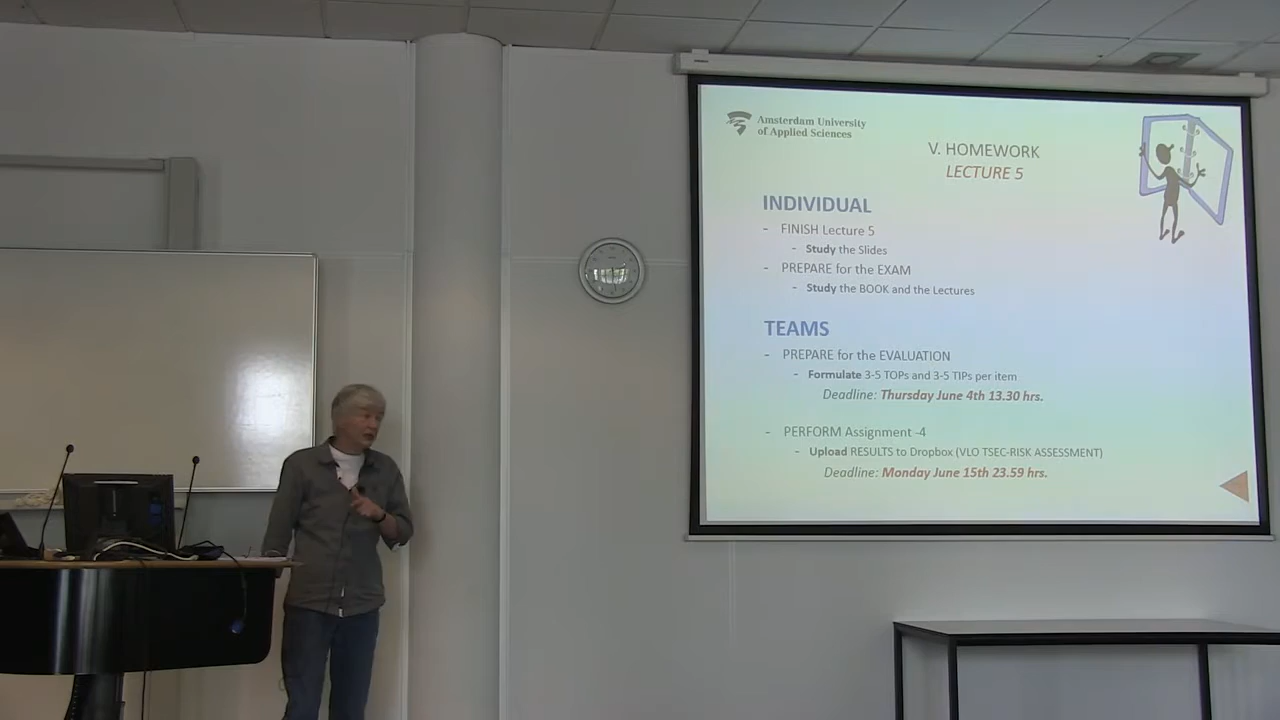 Amsterdam University
of Applied Sciences
V. HOMEWORK
LECTURE 5
INDIVIDUAL
- FINISH Lecture 5
- Study the Slides
- PREPARE for the EXAM
- Study the BOOK and the Lectures
TEAMS
- PREPARE for the EVALUATION
- Formulate 3-5 TOPs and 3-5 TIPs per item
Deadline: Thursday June 4th 13.30 hrs.
- PERFORM Assignment -4
- Upload RESULTS to Dropbox (VLO TSEC-RISK ASSESSMENT)
Deadline: Monday June 15th 23.59 hrs.